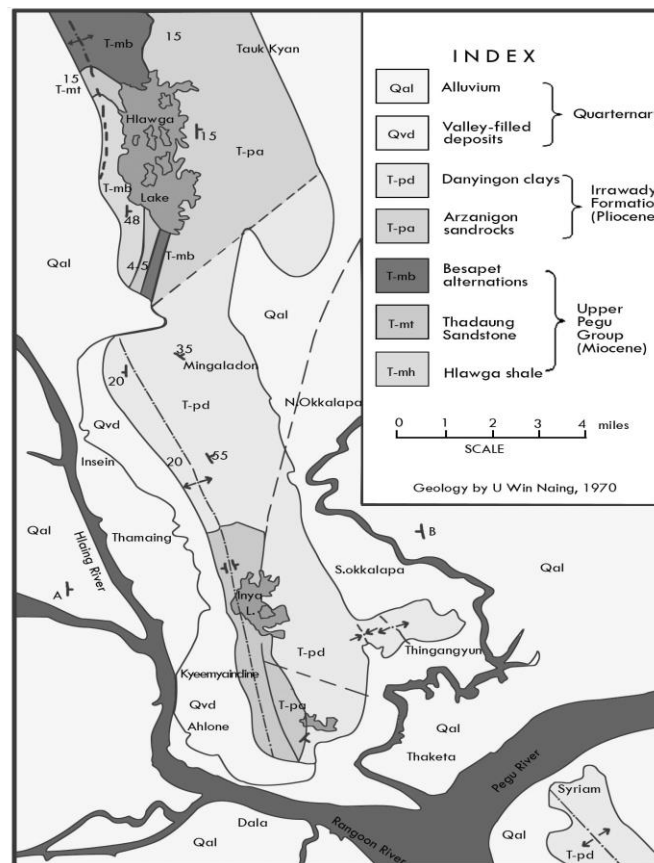 INDEX
Qal Alluvium
Qvd Valley-filled deposits
Quarternary
T-pd Danyingon clays
T-pa Arzanigon sandrocks
Irrawady Formation (Pliocene)
T-mb Besapet alternations
T-mt Thadaung Sandstone
T-mh Hlawga shale
Upper Pegu Group (Miocene)
0 1 2 3 4 miles
SCALE
Geology by U Win Naing, 1970
T-mb
15
Tauk Kyan
15
T-mt
Hlawga
15
T-pa
T-mb
Lake
48
T-mb
4-5
Qal
Qal
35
Mingaladon
20
T-pd
N.Okkalapa
Qvd
Insein
20
55
Qal
Thamaing
Hlaing River
B
S.okkalapa
Qal
A
Inya
L.
T-pd
Thingangyun
Kyeemyaindine
Qvd
T-pa
Ahlone
Qal
Thaketa
Pegu River
Syriam
Dala
Rangoon River
Qal
Qal
T-pd